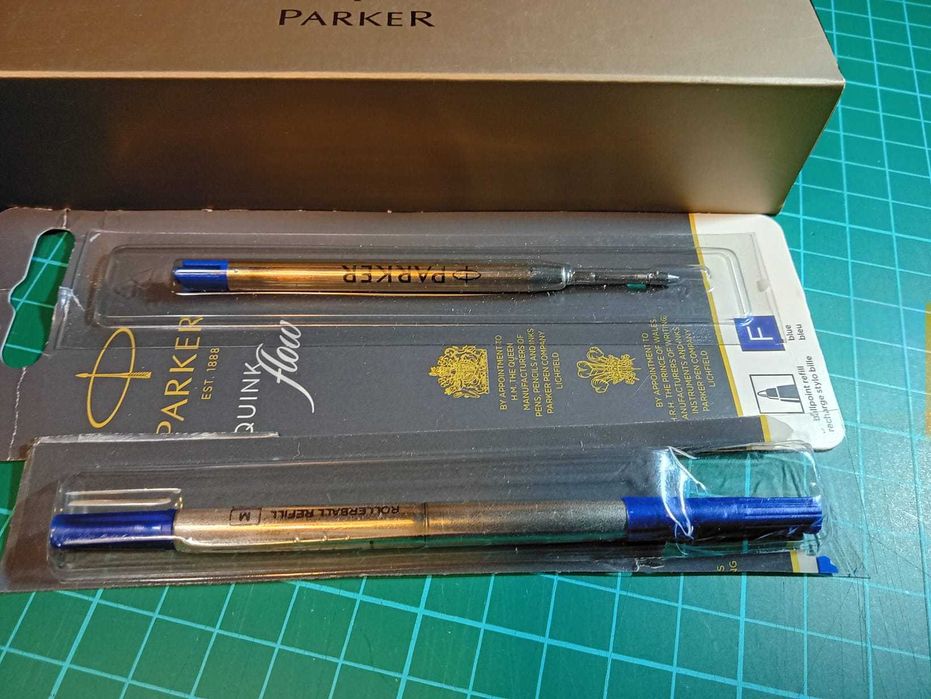 PARKER
PARKER
PARKER
EST. 1888
QUINK
flow
BY APPOINTMENT TO
H.M. THE QUEEN
MANUFACTURERS OF
PENS, PENCILS AND INKS
PARKER PEN COMPANY
LICHFIELD
BY APPOINTMENT TO
H.R.H. THE PRINCE OF WALES
MANUFACTURERS OF WRITING
INSTRUMENTS AND INKS
PARKER PEN COMPANY
LICHFIELD
F
blue
bleu
ballpoint refill
recharge stylo bille
ROLLERBALL REFILL
M